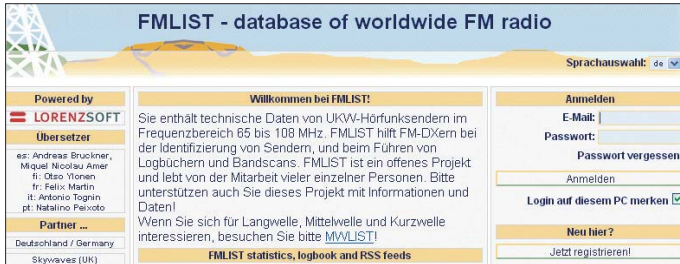 FMLIST - database of worldwide FM radio
Sprachauswahl: de
Powered by
LORENZSOFT
Übersetzer
es: Andreas Bruckner,
Miquel Nicolau Amer
fi: Otso Ylonen
fr: Felix Martin
it: Antonio Tognin
pt: Natalino Peixoto
Partner ...
Deutschland / Germany
Skywaves (UK)
Willkommen bei FMLIST!
Sie enthält technische Daten von UKW-Hörfunksendern im
Frequenzbereich 65 bis 108 MHz. FMLIST hilft FM-DXern bei
der Identifizierung von Sendern, und beim Führen von
Logbüchern und Bandscans. FMLIST ist ein offenes Projekt
und lebt von der Mitarbeit vieler einzelner Personen. Bitte
unterstützen auch Sie dieses Projekt mit Informationen und
Daten!
Wenn Sie sich für Langwelle, Mittelwelle und Kurzwelle
interessieren, besuchen Sie bitte MWLIST!
FMLIST statistics, logbook and RSS feeds
Anmelden
E-Mail:
Passwort:
Passwort vergessen
Anmelden
Login auf diesem PC merken
Neu hier?
Jetzt registrieren!